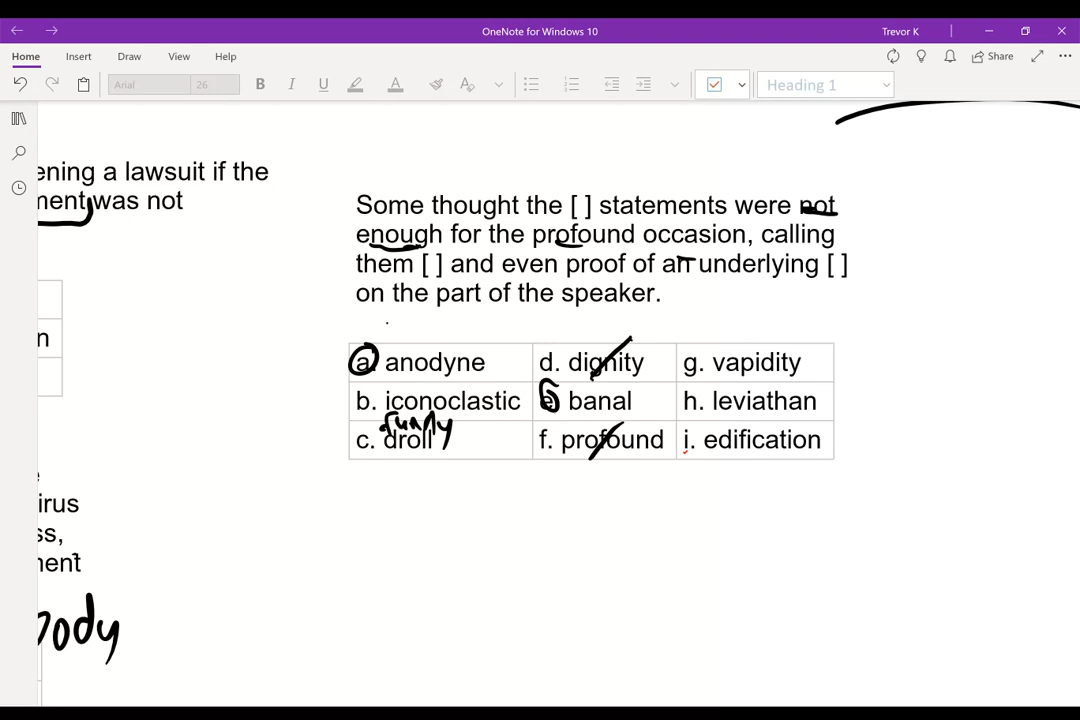 OneNote for Windows 10
Trevor K
Home Insert Draw View Help
Share
Arial 26 B I U A Heading 1
ening a lawsuit if the
ment was not
n
irus
ss,
nent
body
Some thought the [ ] statements were not
enough for the profound occasion, calling
them [ ] and even proof of an underlying [ ]
on the part of the speaker.
a. anodyne d. dignity g. vapidity
b. iconoclastic e. banal h. leviathan
funny
c. droll f. profound i. edification